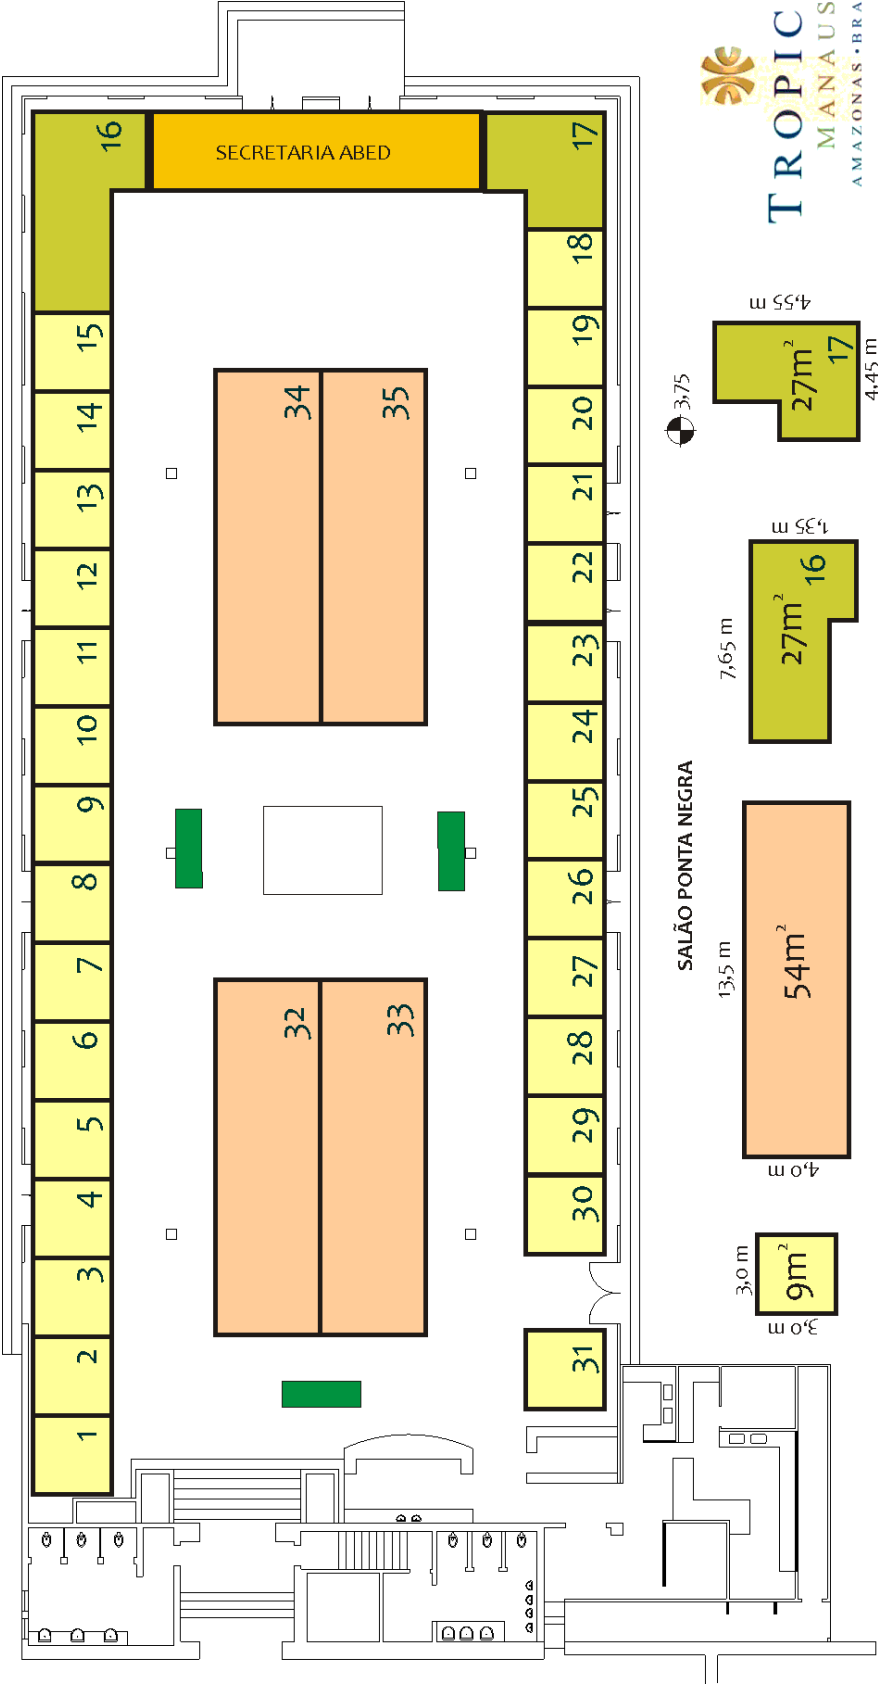 TROPIC
MANAUS
AMAZONAS • BRA
16
SECRETARIA ABED
17
18
19
20
21
22
23
24
25
26
27
28
29
30
31
15
14
13
12
11
10
9
8
7
6
5
4
3
2
1
34
35
32
33
3,75
SALÃO PONTA NEGRA
4,55 m
27m²
17
4,45 m
1,35 m
16
27m²
7,65 m
13,5 m
54m²
4,0 m
3,0 m
9m²
3,0 m